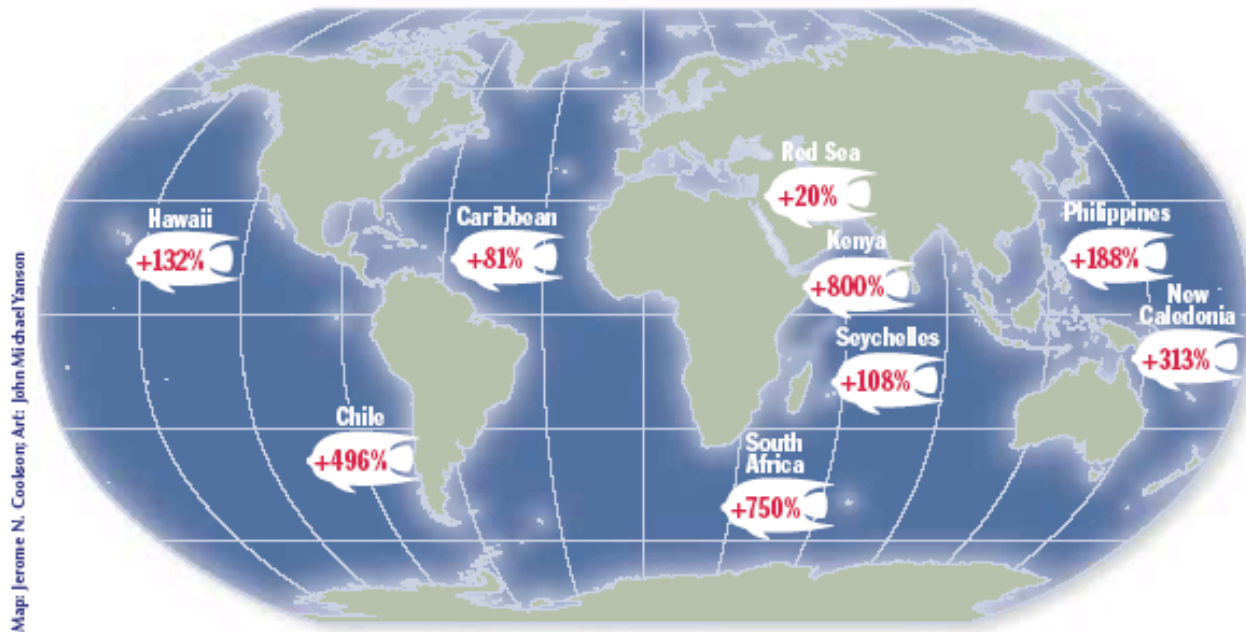 Red Sea
+20%
Hawaii
+132%
Caribbean
+81%
Kenya
+800%
Philippines
+188%
New
Caledonia
+313%
Seychelles
+108%
Chile
+496%
South
Africa
+750%
Map: Jerome N. Cookson; Art: John Michael Yanson